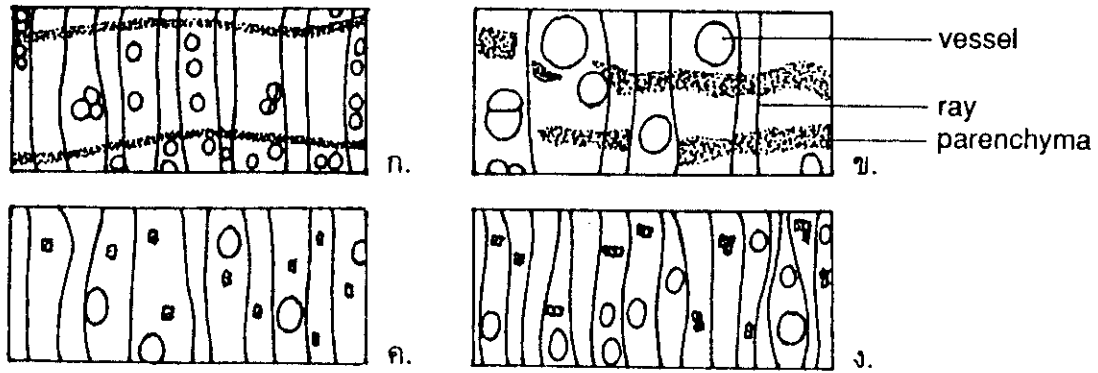 vessel
ray
parenchyma
ก.
ข.
ค.
ง.